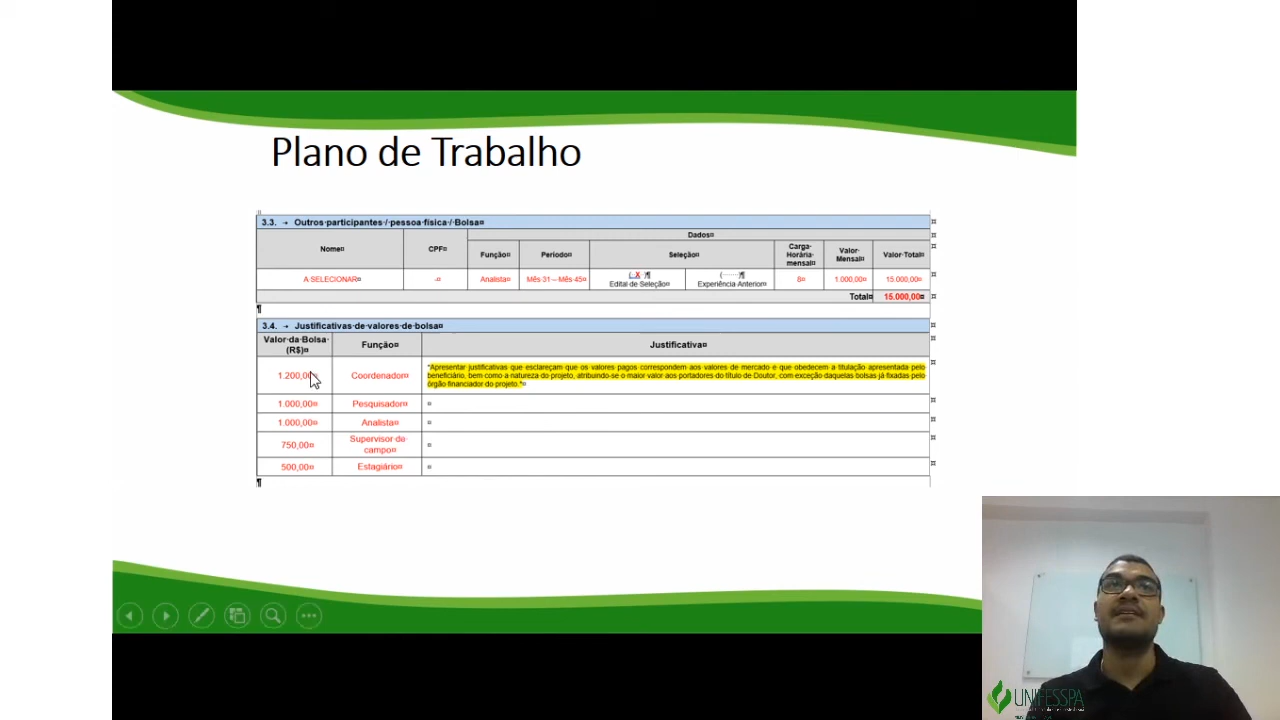 Plano de Trabalho
3.3. → Outros·participantes·/·pessoa·física·/·Bolsa¤
Nome¤ CPF¤ Dados¤
Função¤ Período¤ Seleção¤ Carga·Horária·mensal¤ Valor·Mensal¤ Valor·Total¤
A·SELECIONAR¤ -¤ Analista¤ Mês·31·–·Mês·45¤ (·X·)¶ Edital·de·Seleção¤ (·······)¶ Experiência·Anterior¤ 8¤ 1.000,00¤ 15.000,00¤
Total¤ 15.000,00¤
¶
3.4. → Justificativas·de·valores·de·bolsa¤
Valor·da·Bolsa·(R$)¤ Função¤ Justificativa¤
1.200,00¤ Coordenador¤ "Apresentar justificativas que esclareçam que os valores pagos correspondem aos valores de mercado e que obedecem a titulação apresentada pelo
beneficiário, bem como a natureza do projeto, atribuindo-se o maior valor aos portadores do título de Doutor, com exceção daquelas bolsas já fixadas pelo
órgão financiador do projeto."¤
1.000,00¤ Pesquisador¤ ¤
1.000,00¤ Analista¤ ¤
750,00¤ Supervisor·de·campo¤ ¤
500,00¤ Estagiário¤ ¤
¶
UNIFESSPA